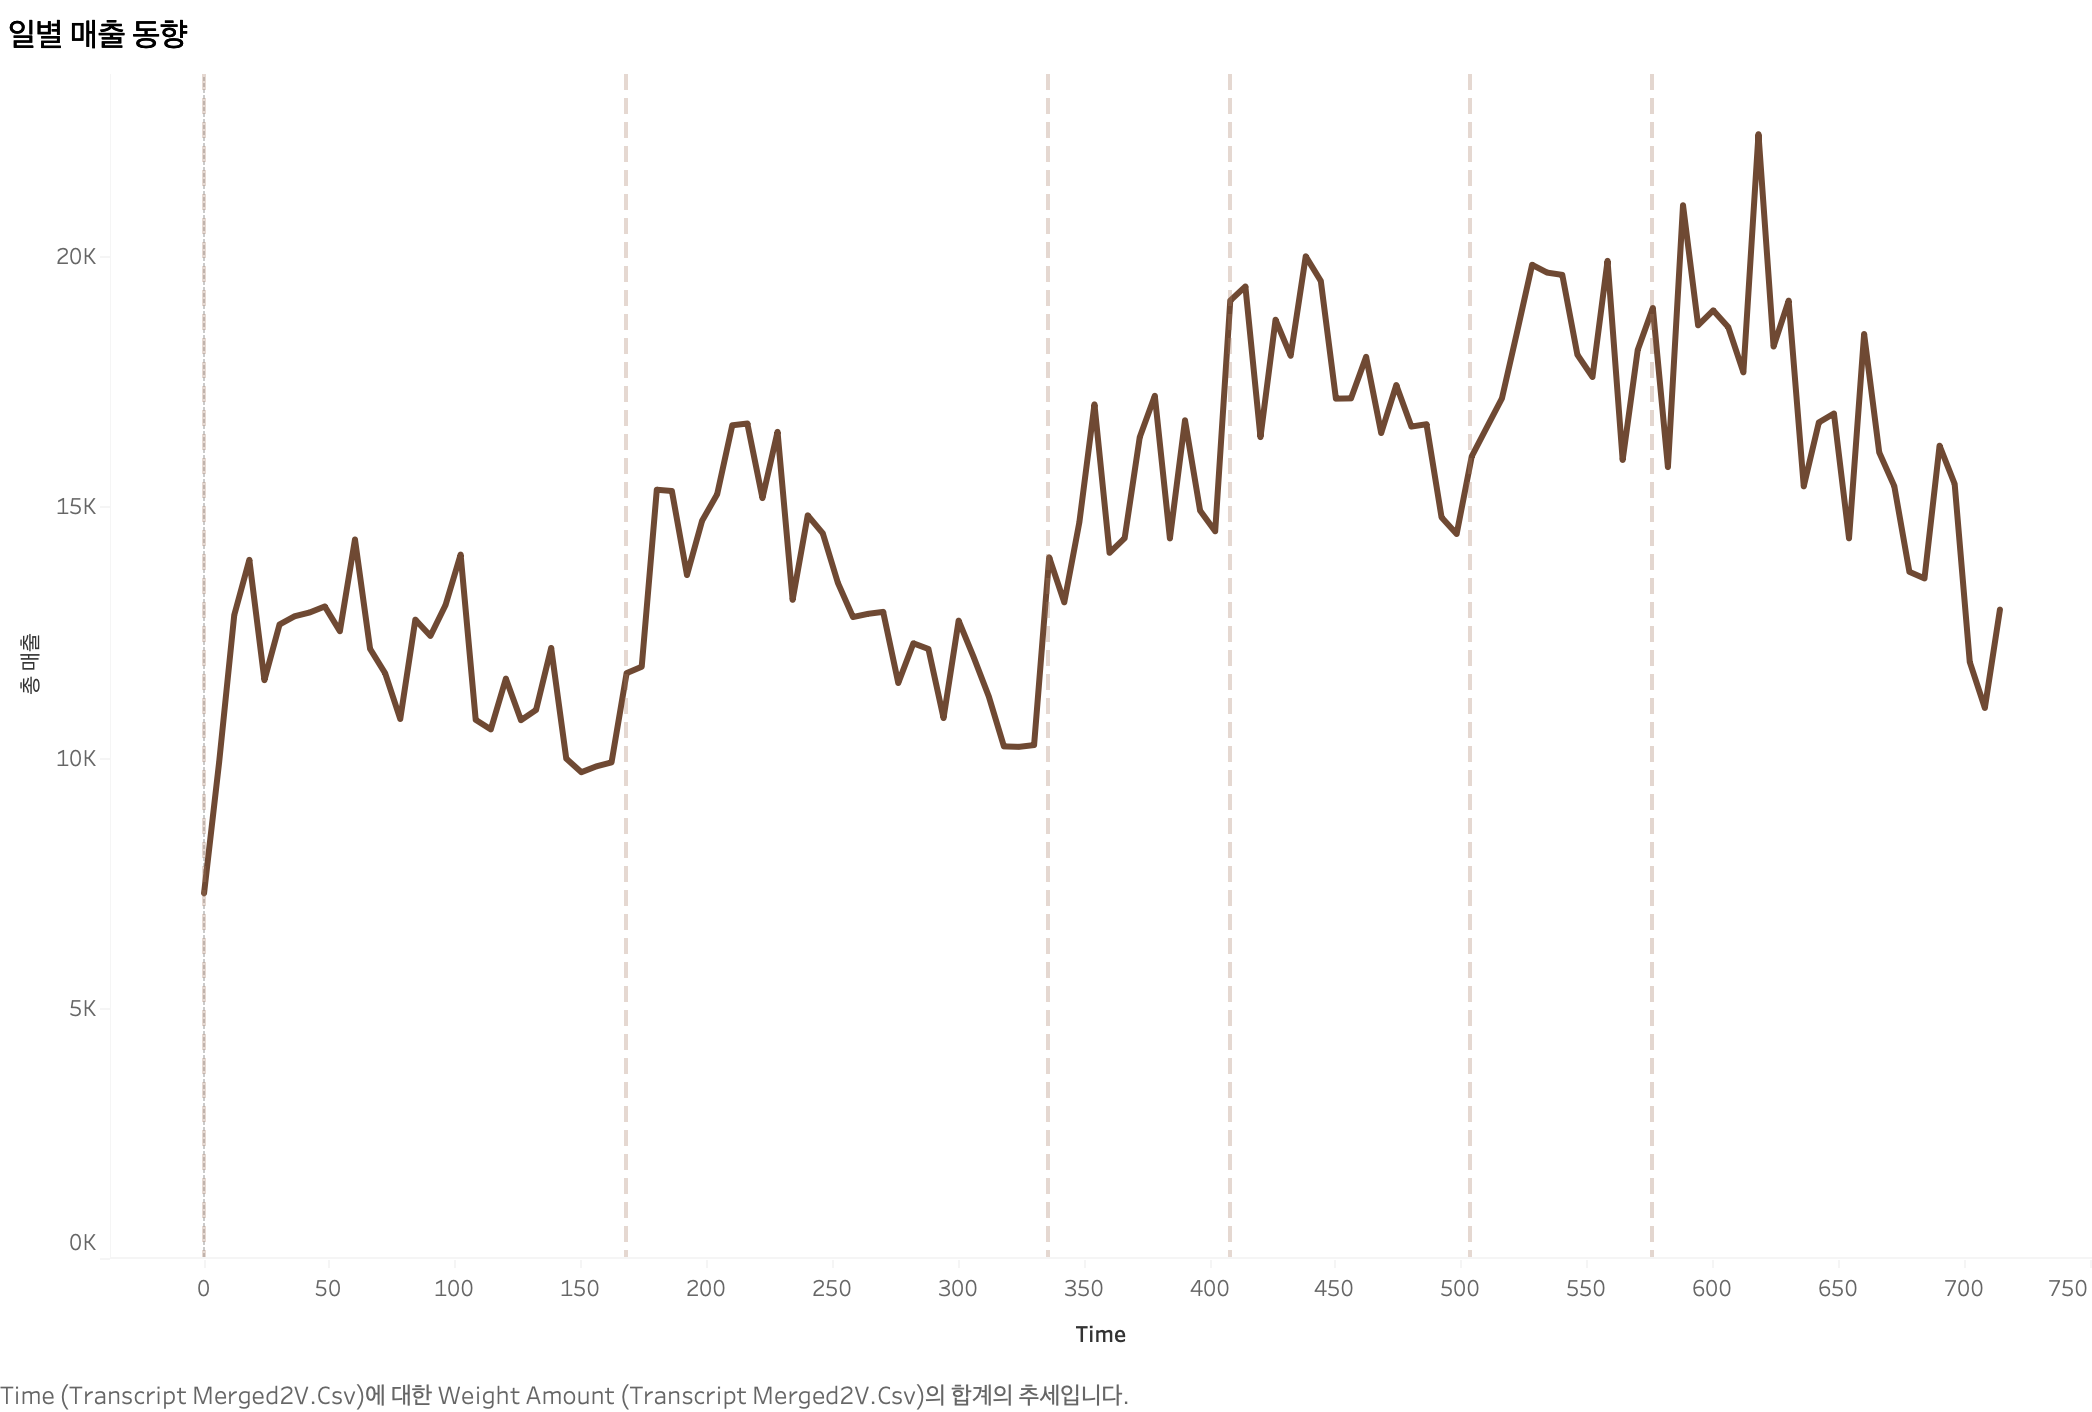 일별 매출 동향
20K
15K
10K
5K
0K
총 매출
0 50 100 150 200 250 300 350 400 450 500 550 600 650 700 750
Time
Time (Transcript Merged2V.Csv)에 대한 Weight Amount (Transcript Merged2V.Csv)의 합계의 추세입니다.